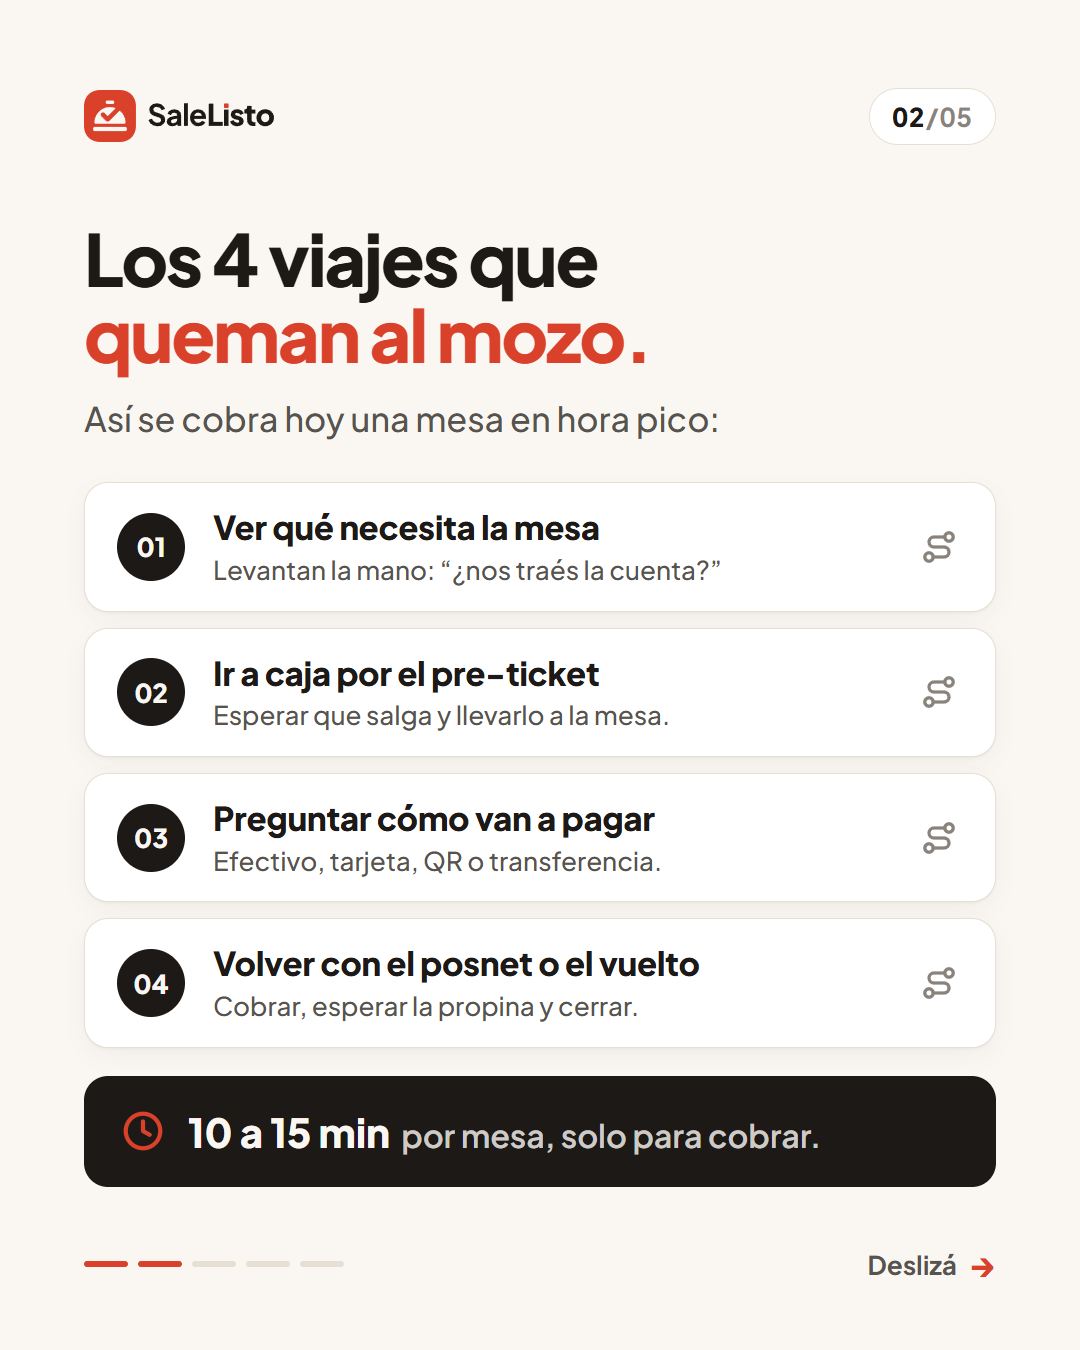 SaleListo
02/05
Los 4 viajes que
queman al mozo.
Así se cobra hoy una mesa en hora pico:
01
Ver qué necesita la mesa
Levantan la mano: “¿nos traés la cuenta?”
02
Ir a caja por el pre-ticket
Esperar que salga y llevarlo a la mesa.
03
Preguntar cómo van a pagar
Efectivo, tarjeta, QR o transferencia.
04
Volver con el posnet o el vuelto
Cobrar, esperar la propina y cerrar.
10 a 15 min por mesa, solo para cobrar.
Deslizá →